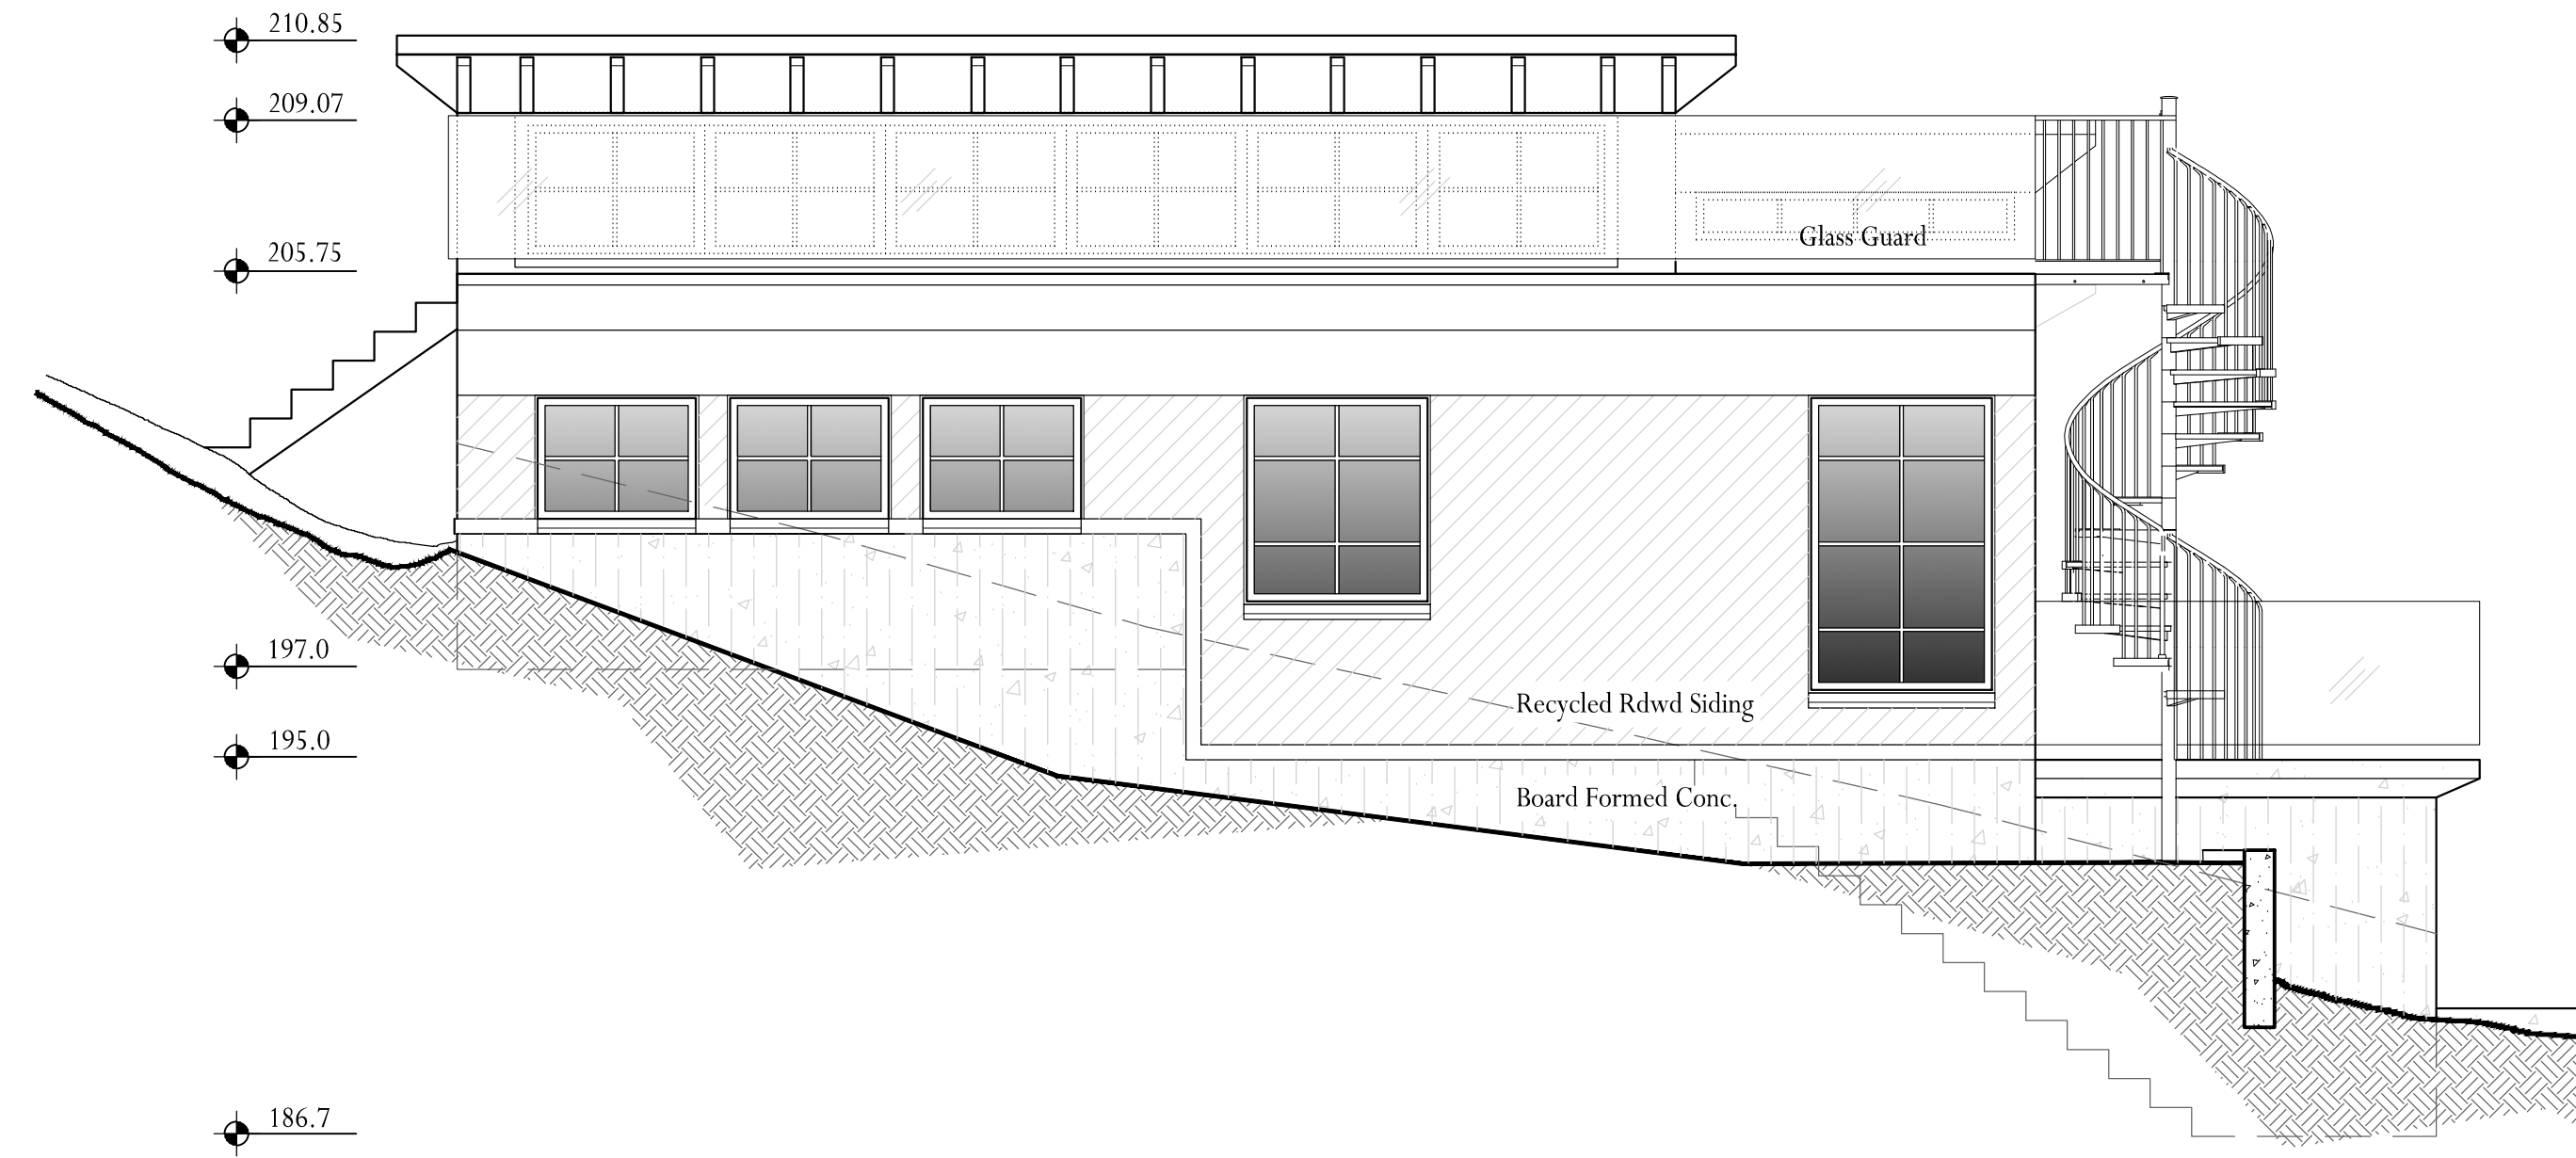 210.85
209.07
205.75
Glass Guard
197.0
Recycled Rdwd Siding
195.0
Board Formed Conc.
186.7